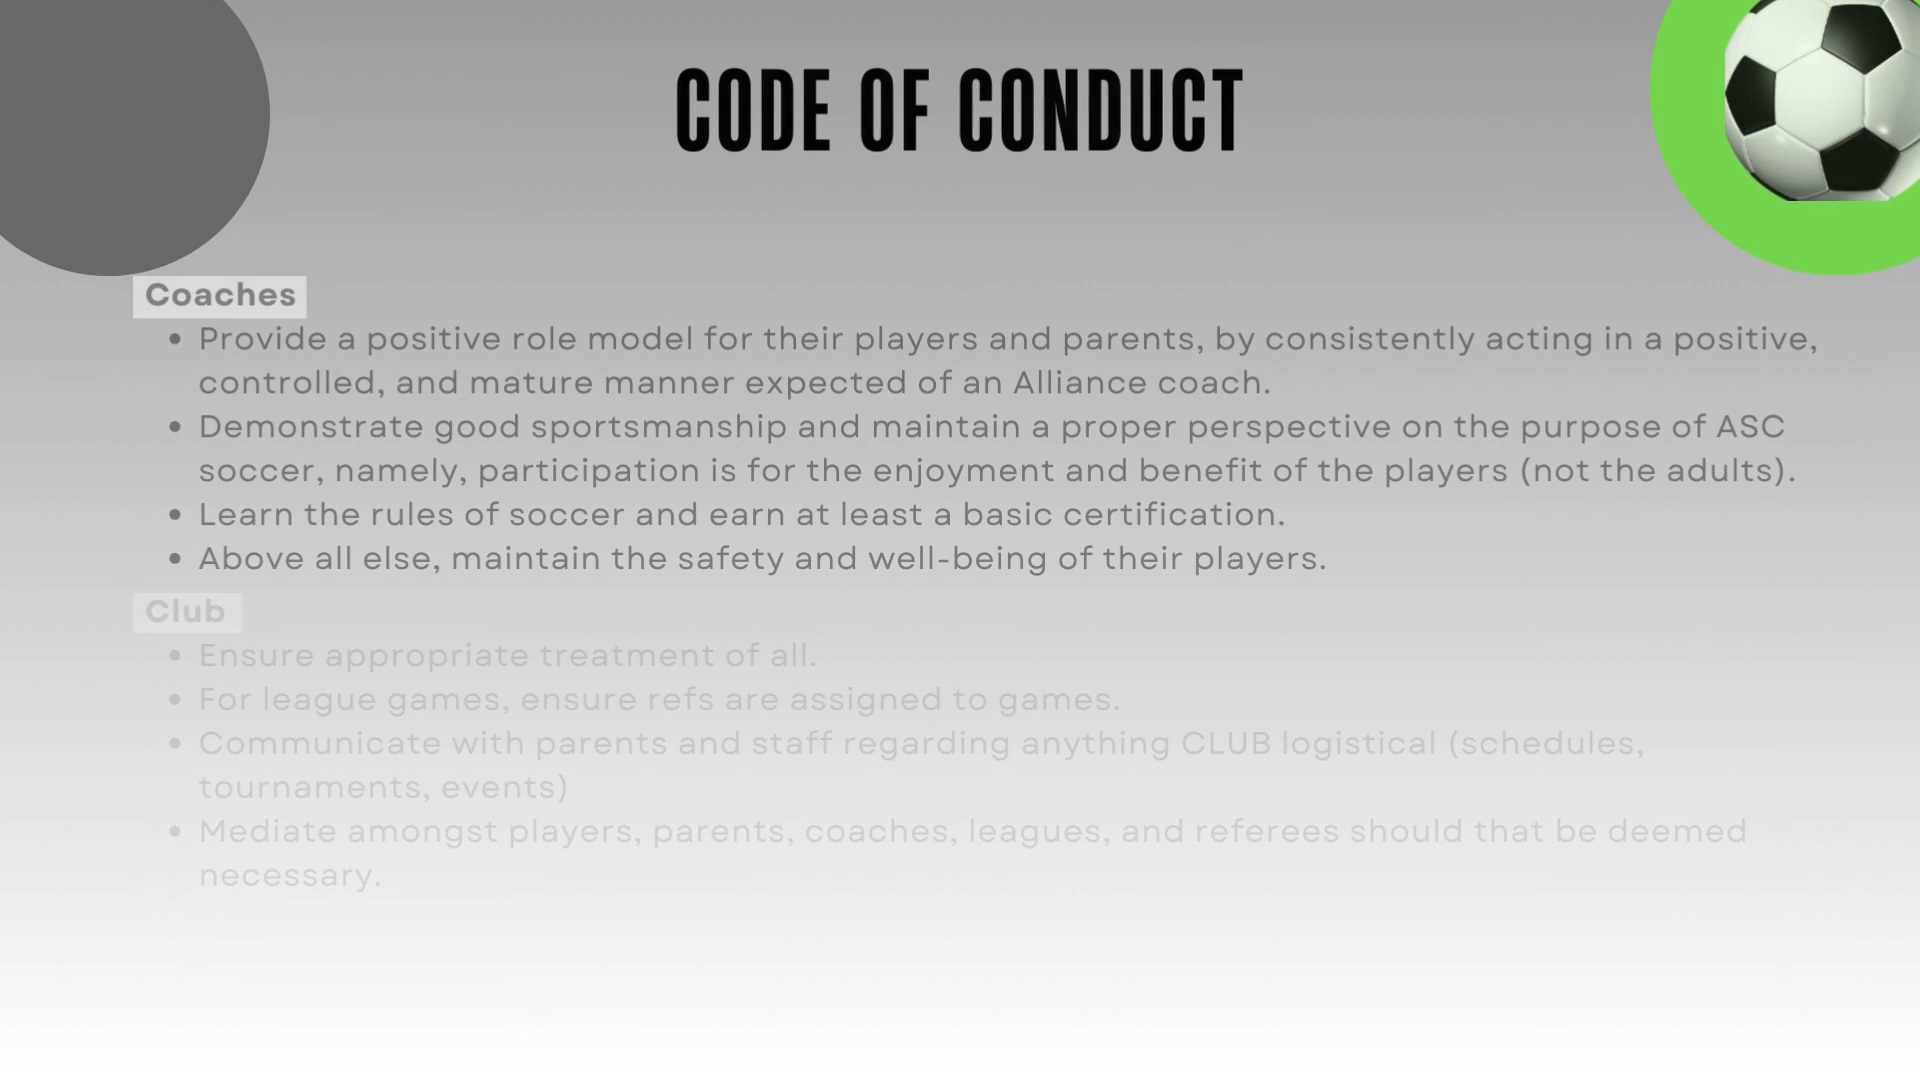 CODE OF CONDUCT
Coaches
• Provide a positive role model for their players and parents, by consistently acting in a positive,
controlled, and mature manner expected of an Alliance coach.
• Demonstrate good sportsmanship and maintain a proper perspective on the purpose of ASC
soccer, namely, participation is for the enjoyment and benefit of the players (not the adults).
• Learn the rules of soccer and earn at least a basic certification.
• Above all else, maintain the safety and well-being of their players.
Club
• Ensure appropriate treatment of all.
• For league games, ensure refs are assigned to games.
• Communicate with parents and staff regarding anything CLUB logistical (schedules,
tournaments, events)
• Mediate amongst players, parents, coaches, leagues, and referees should that be deemed
necessary.